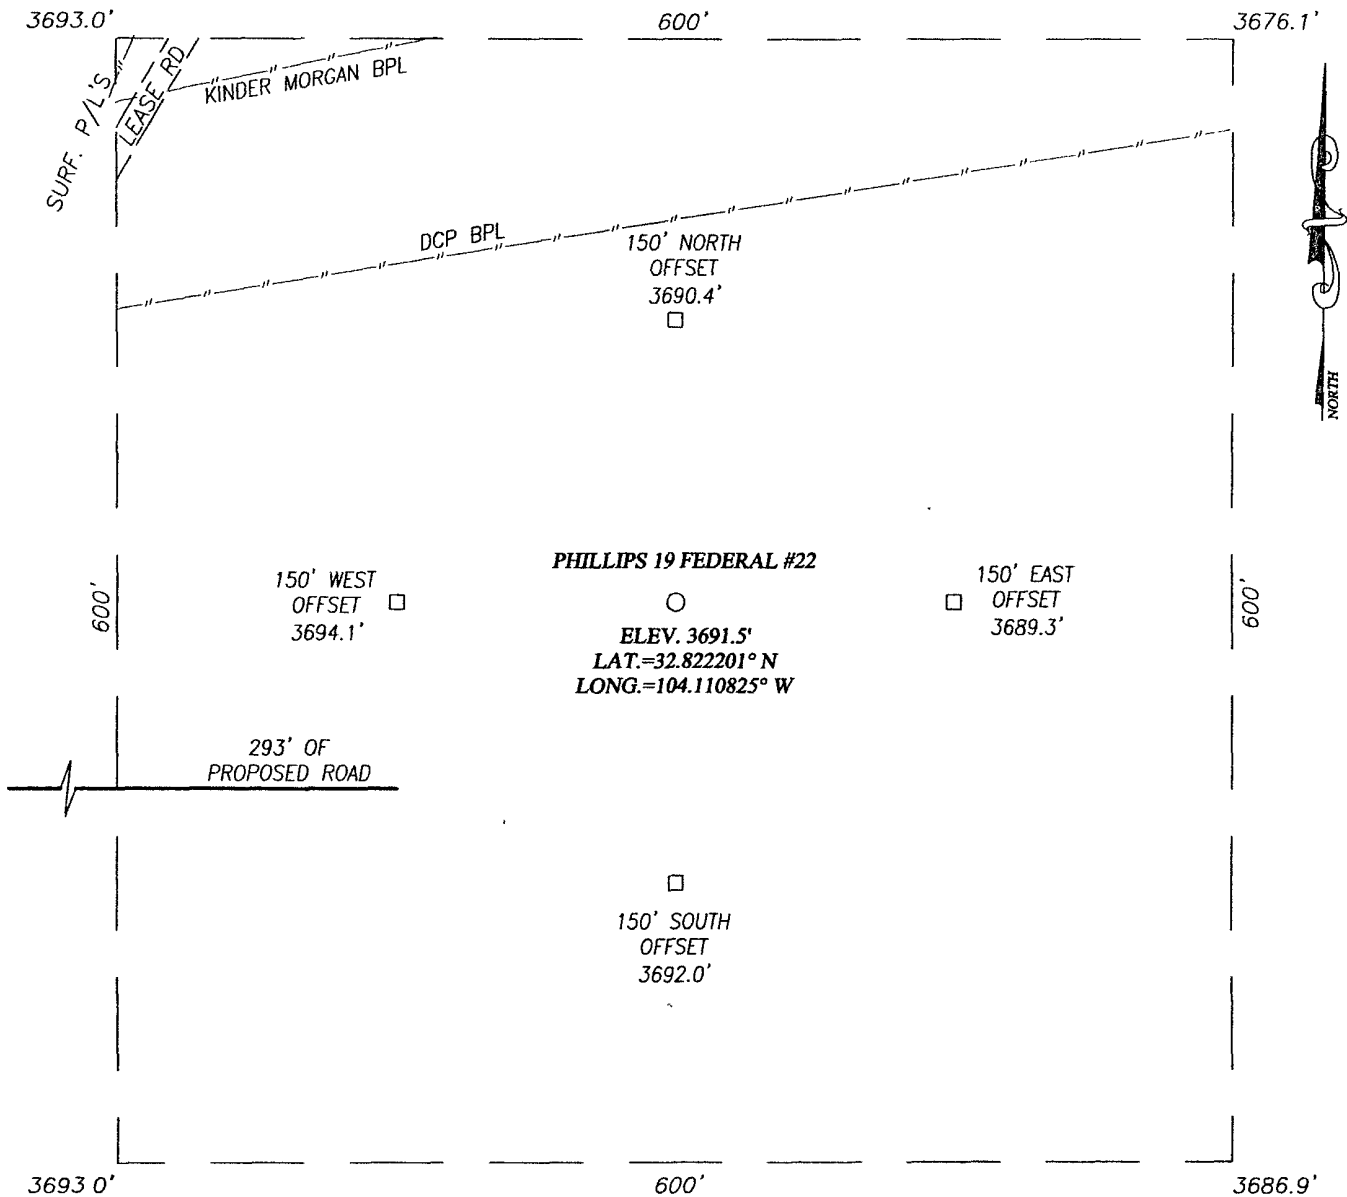 3693.0'
600'
3676.1'
SURF. P/L'S
LEASE RD
KINDER MORGAN BPL
DCP BPL
150' NORTH
OFFSET
3690.4'
NORTH
600'
150' WEST
OFFSET
3694.1'
PHILLIPS 19 FEDERAL #22
ELEV. 3691.5'
LAT.=32.822201° N
LONG.=104.110825° W
150' EAST
OFFSET
3689.3'
600'
293' OF
PROPOSED ROAD
150' SOUTH
OFFSET
3692.0'
3693 0'
600'
3686.9'